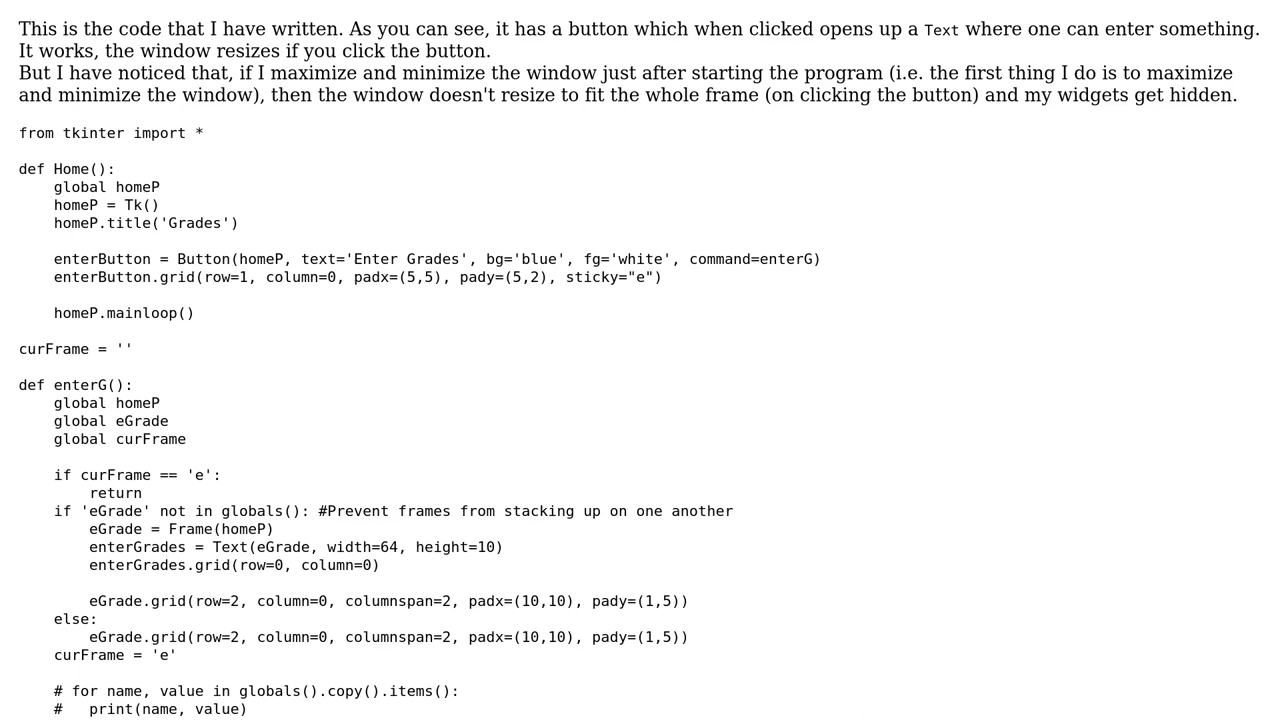 This is the code that I have written. As you can see, it has a button which when clicked opens up a Text where one can enter something.
It works, the window resizes if you click the button.
But I have noticed that, if I maximize and minimize the window just after starting the program (i.e. the first thing I do is to maximize
and minimize the window), then the window doesn't resize to fit the whole frame (on clicking the button) and my widgets get hidden.

from tkinter import *

def Home():
    global homeP
    homeP = Tk()
    homeP.title('Grades')

    enterButton = Button(homeP, text='Enter Grades', bg='blue', fg='white', command=enterG)
    enterButton.grid(row=1, column=0, padx=(5,5), pady=(5,2), sticky="e")

    homeP.mainloop()

curFrame = ''

def enterG():
    global homeP
    global eGrade
    global curFrame

    if curFrame == 'e':
        return
    if 'eGrade' not in globals(): #Prevent frames from stacking up on one another
        eGrade = Frame(homeP)
        enterGrades = Text(eGrade, width=64, height=10)
        enterGrades.grid(row=0, column=0)

        eGrade.grid(row=2, column=0, columnspan=2, padx=(10,10), pady=(1,5))
    else:
        eGrade.grid(row=2, column=0, columnspan=2, padx=(10,10), pady=(1,5))
    curFrame = 'e'

    # for name, value in globals().copy().items():
    #   print(name, value)